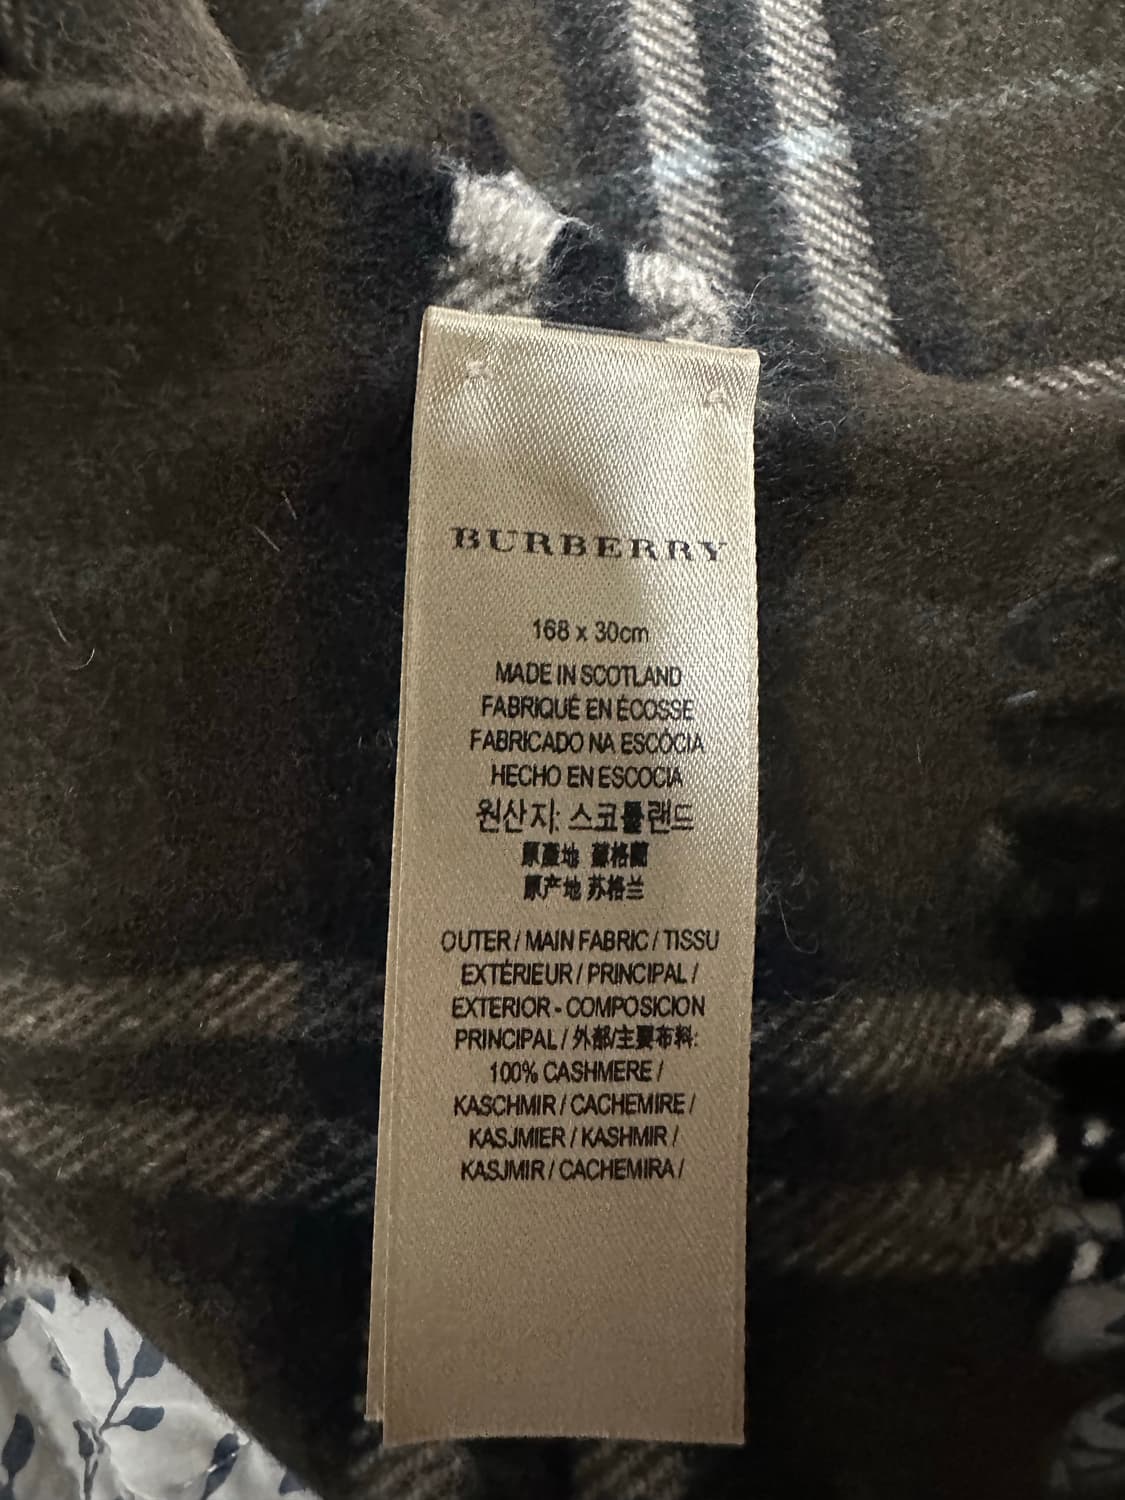 BURBERRY
168 x 30cm
MADE IN SCOTLAND
FABRIQUÉ EN ÉCOSSE
FABRICADO NA ESCÓCIA
HECHO EN ESCOCIA
원산지: 스코틀랜드
原產地 蘇格蘭
原产地 苏格兰
OUTER / MAIN FABRIC / TISSU
EXTÉRIEUR / PRINCIPAL /
EXTERIOR - COMPOSICION
PRINCIPAL / 外部/主要布料:
100% CASHMERE /
KASCHMIR / CACHEMIRE /
KASJMIER / KASHMIR /
KASJMIR / CACHEMIRA /